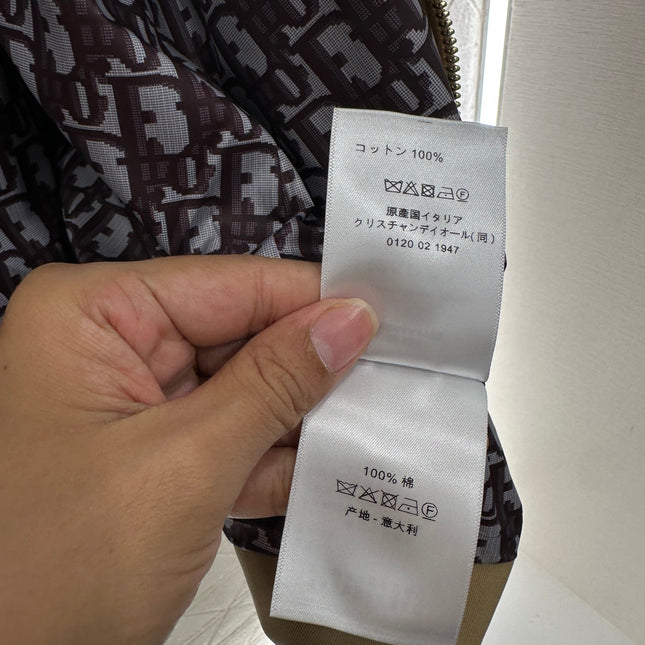 コットン 100%
Ⓕ
原產国イタリア
クリスチャンディオール(同)
0120 02 1947
100% 棉
Ⓕ
产地 - 意大利